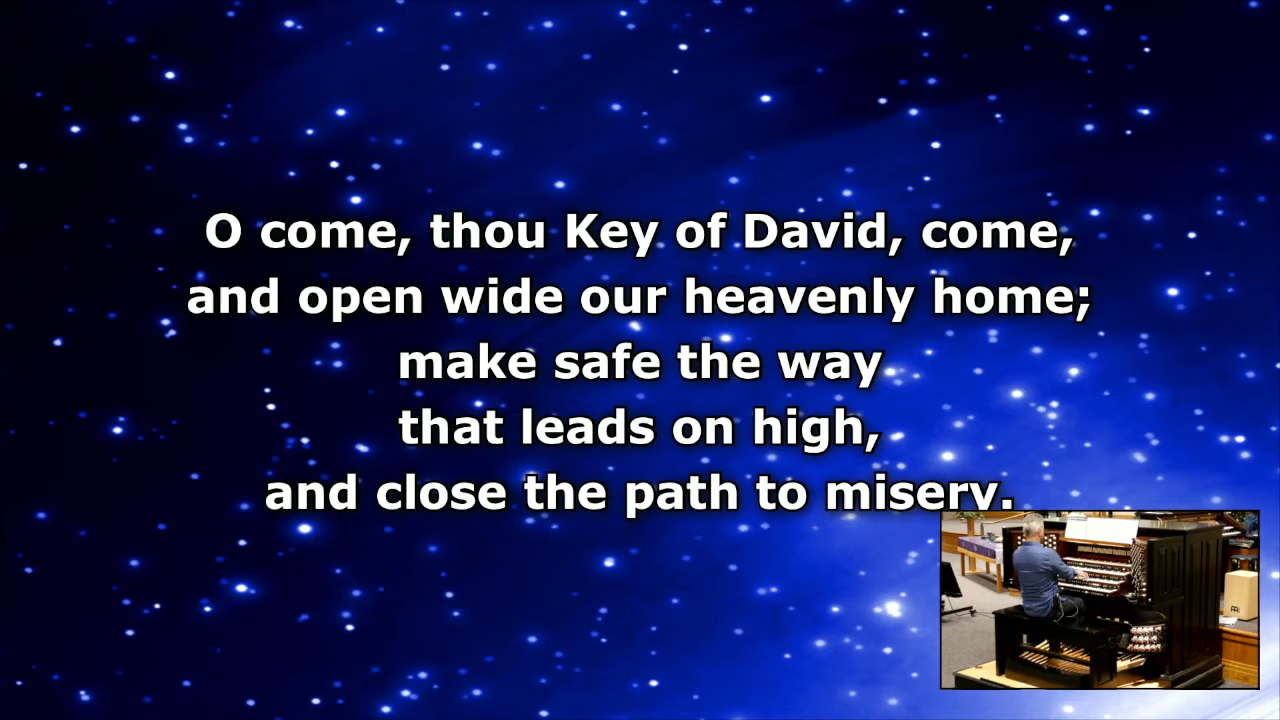 O come, thou Key of David, come,
and open wide our heavenly home;
make safe the way
that leads on high,
and close the path to misery.